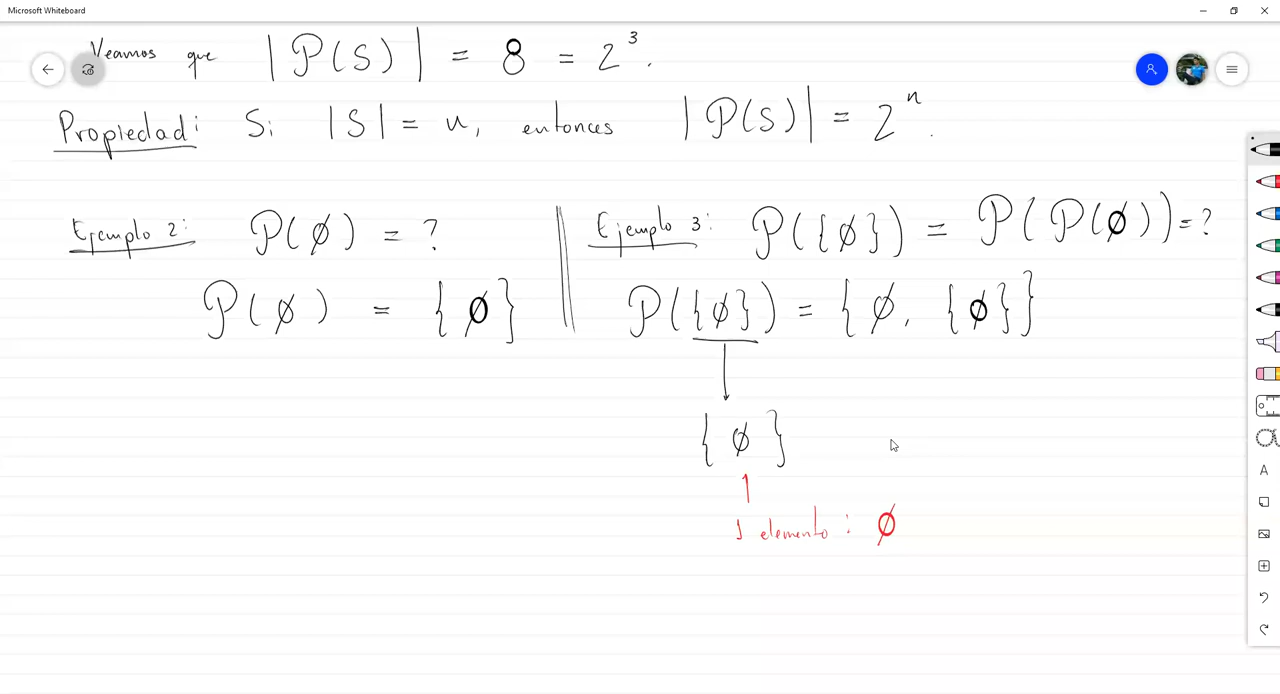 Microsoft Whiteboard
Veamos que |P(S)| = 8 = 2³.
Propiedad: Si |S| = n, entonces |P(S)| = 2ⁿ.
Ejemplo 2: P(∅) = ?
P(∅) = {∅}
Ejemplo 3: P({∅}) = P(P(∅)) = ?
P({∅}) = {∅, {∅}}
{∅}
1 elemento: ∅
A